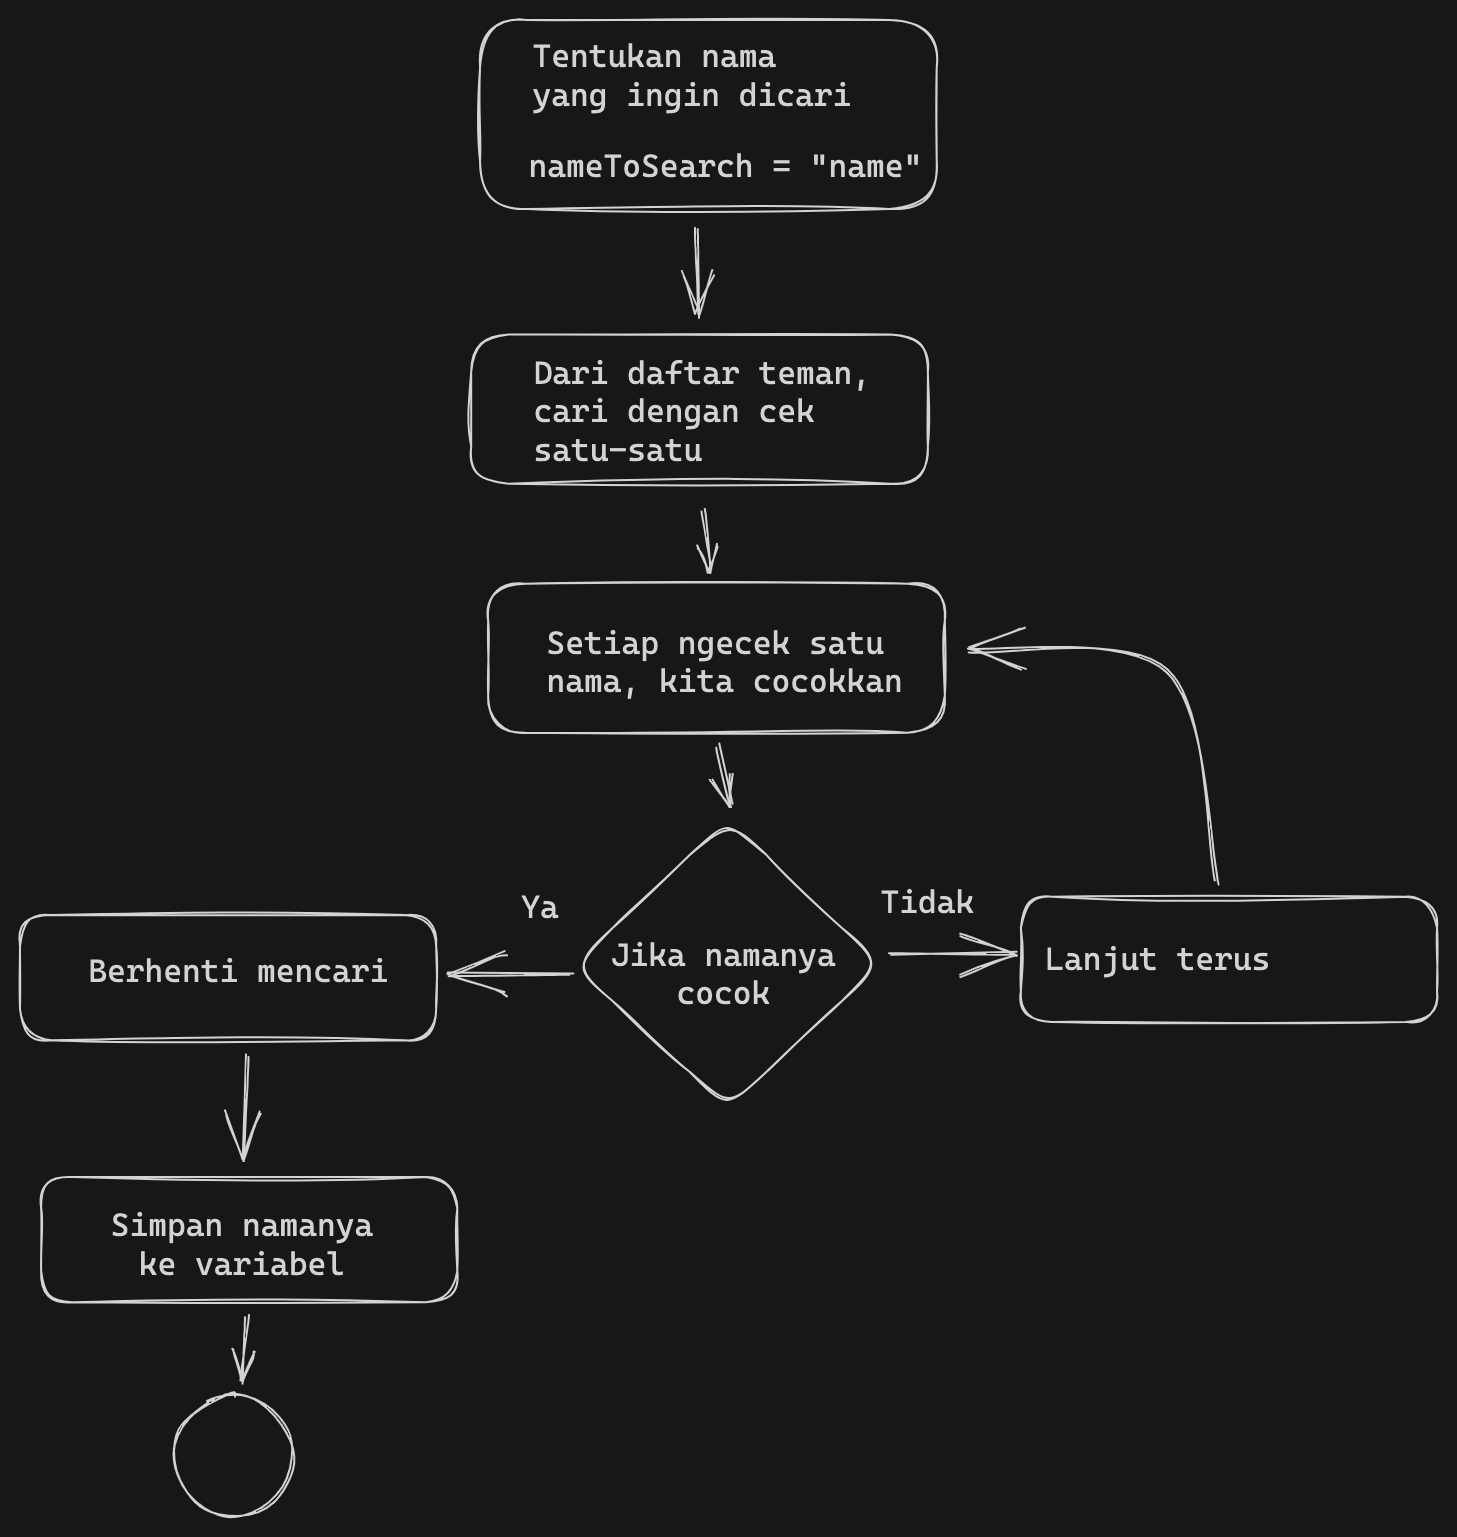 Tentukan nama
yang ingin dicari
nameToSearch = "name"
Dari daftar teman,
cari dengan cek
satu-satu
Setiap ngecek satu
nama, kita cocokkan
Ya
Tidak
Berhenti mencari
Jika namanya
cocok
Lanjut terus
Simpan namanya
ke variabel